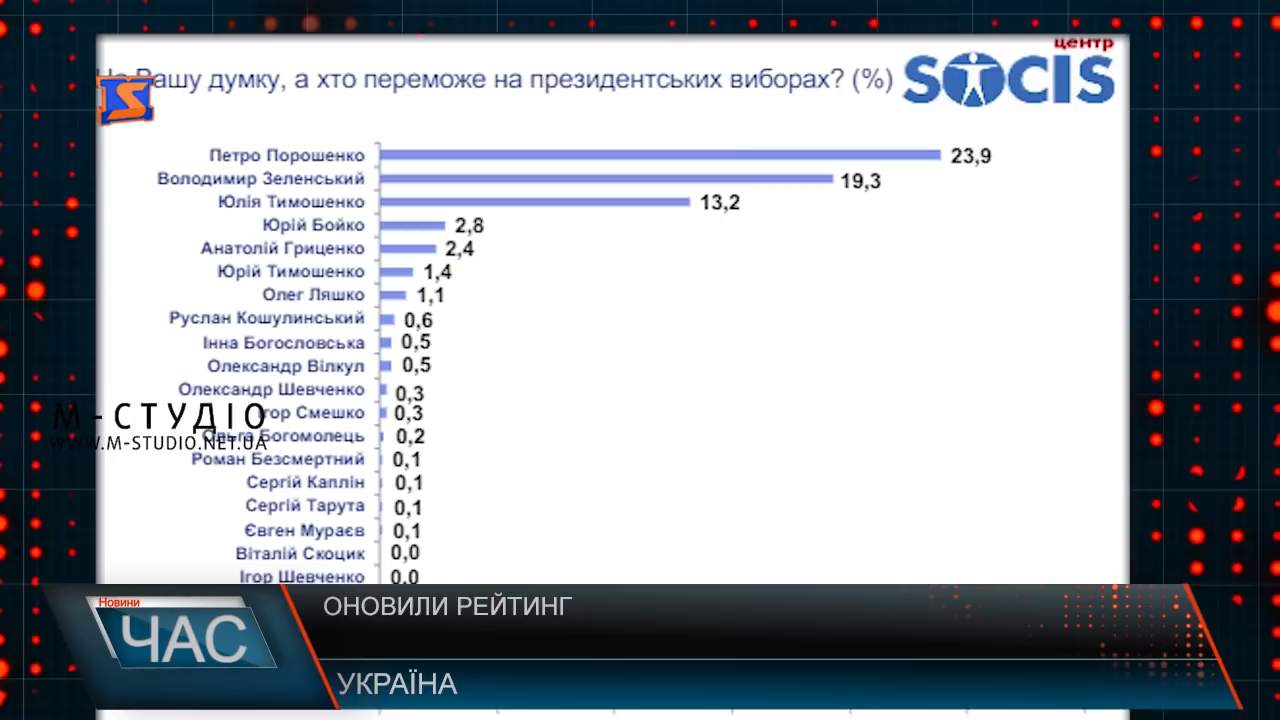 центр
SOCIS
На Вашу думку, а хто переможе на президентських виборах? (%)
Петро Порошенко 23,9
Володимир Зеленський 19,3
Юлія Тимошенко 13,2
Юрій Бойко 2,8
Анатолій Гриценко 2,4
Юрій Тимошенко 1,4
Олег Ляшко 1,1
Руслан Кошулинський 0,6
Інна Богословська 0,5
Олександр Вілкул 0,5
Олександр Шевченко 0,3
Ігор Смешко 0,3
Ольга Богомолець 0,2
Роман Безсмертний 0,1
Сергій Каплін 0,1
Сергій Тарута 0,1
Євген Мураєв 0,1
Віталій Скоцик 0,0
Ігор Шевченко 0,0
М-СТУДІО
WWW.M-STUDIO.NET.UA
Новини
ЧАС
ОНОВИЛИ РЕЙТИНГ
УКРАЇНА